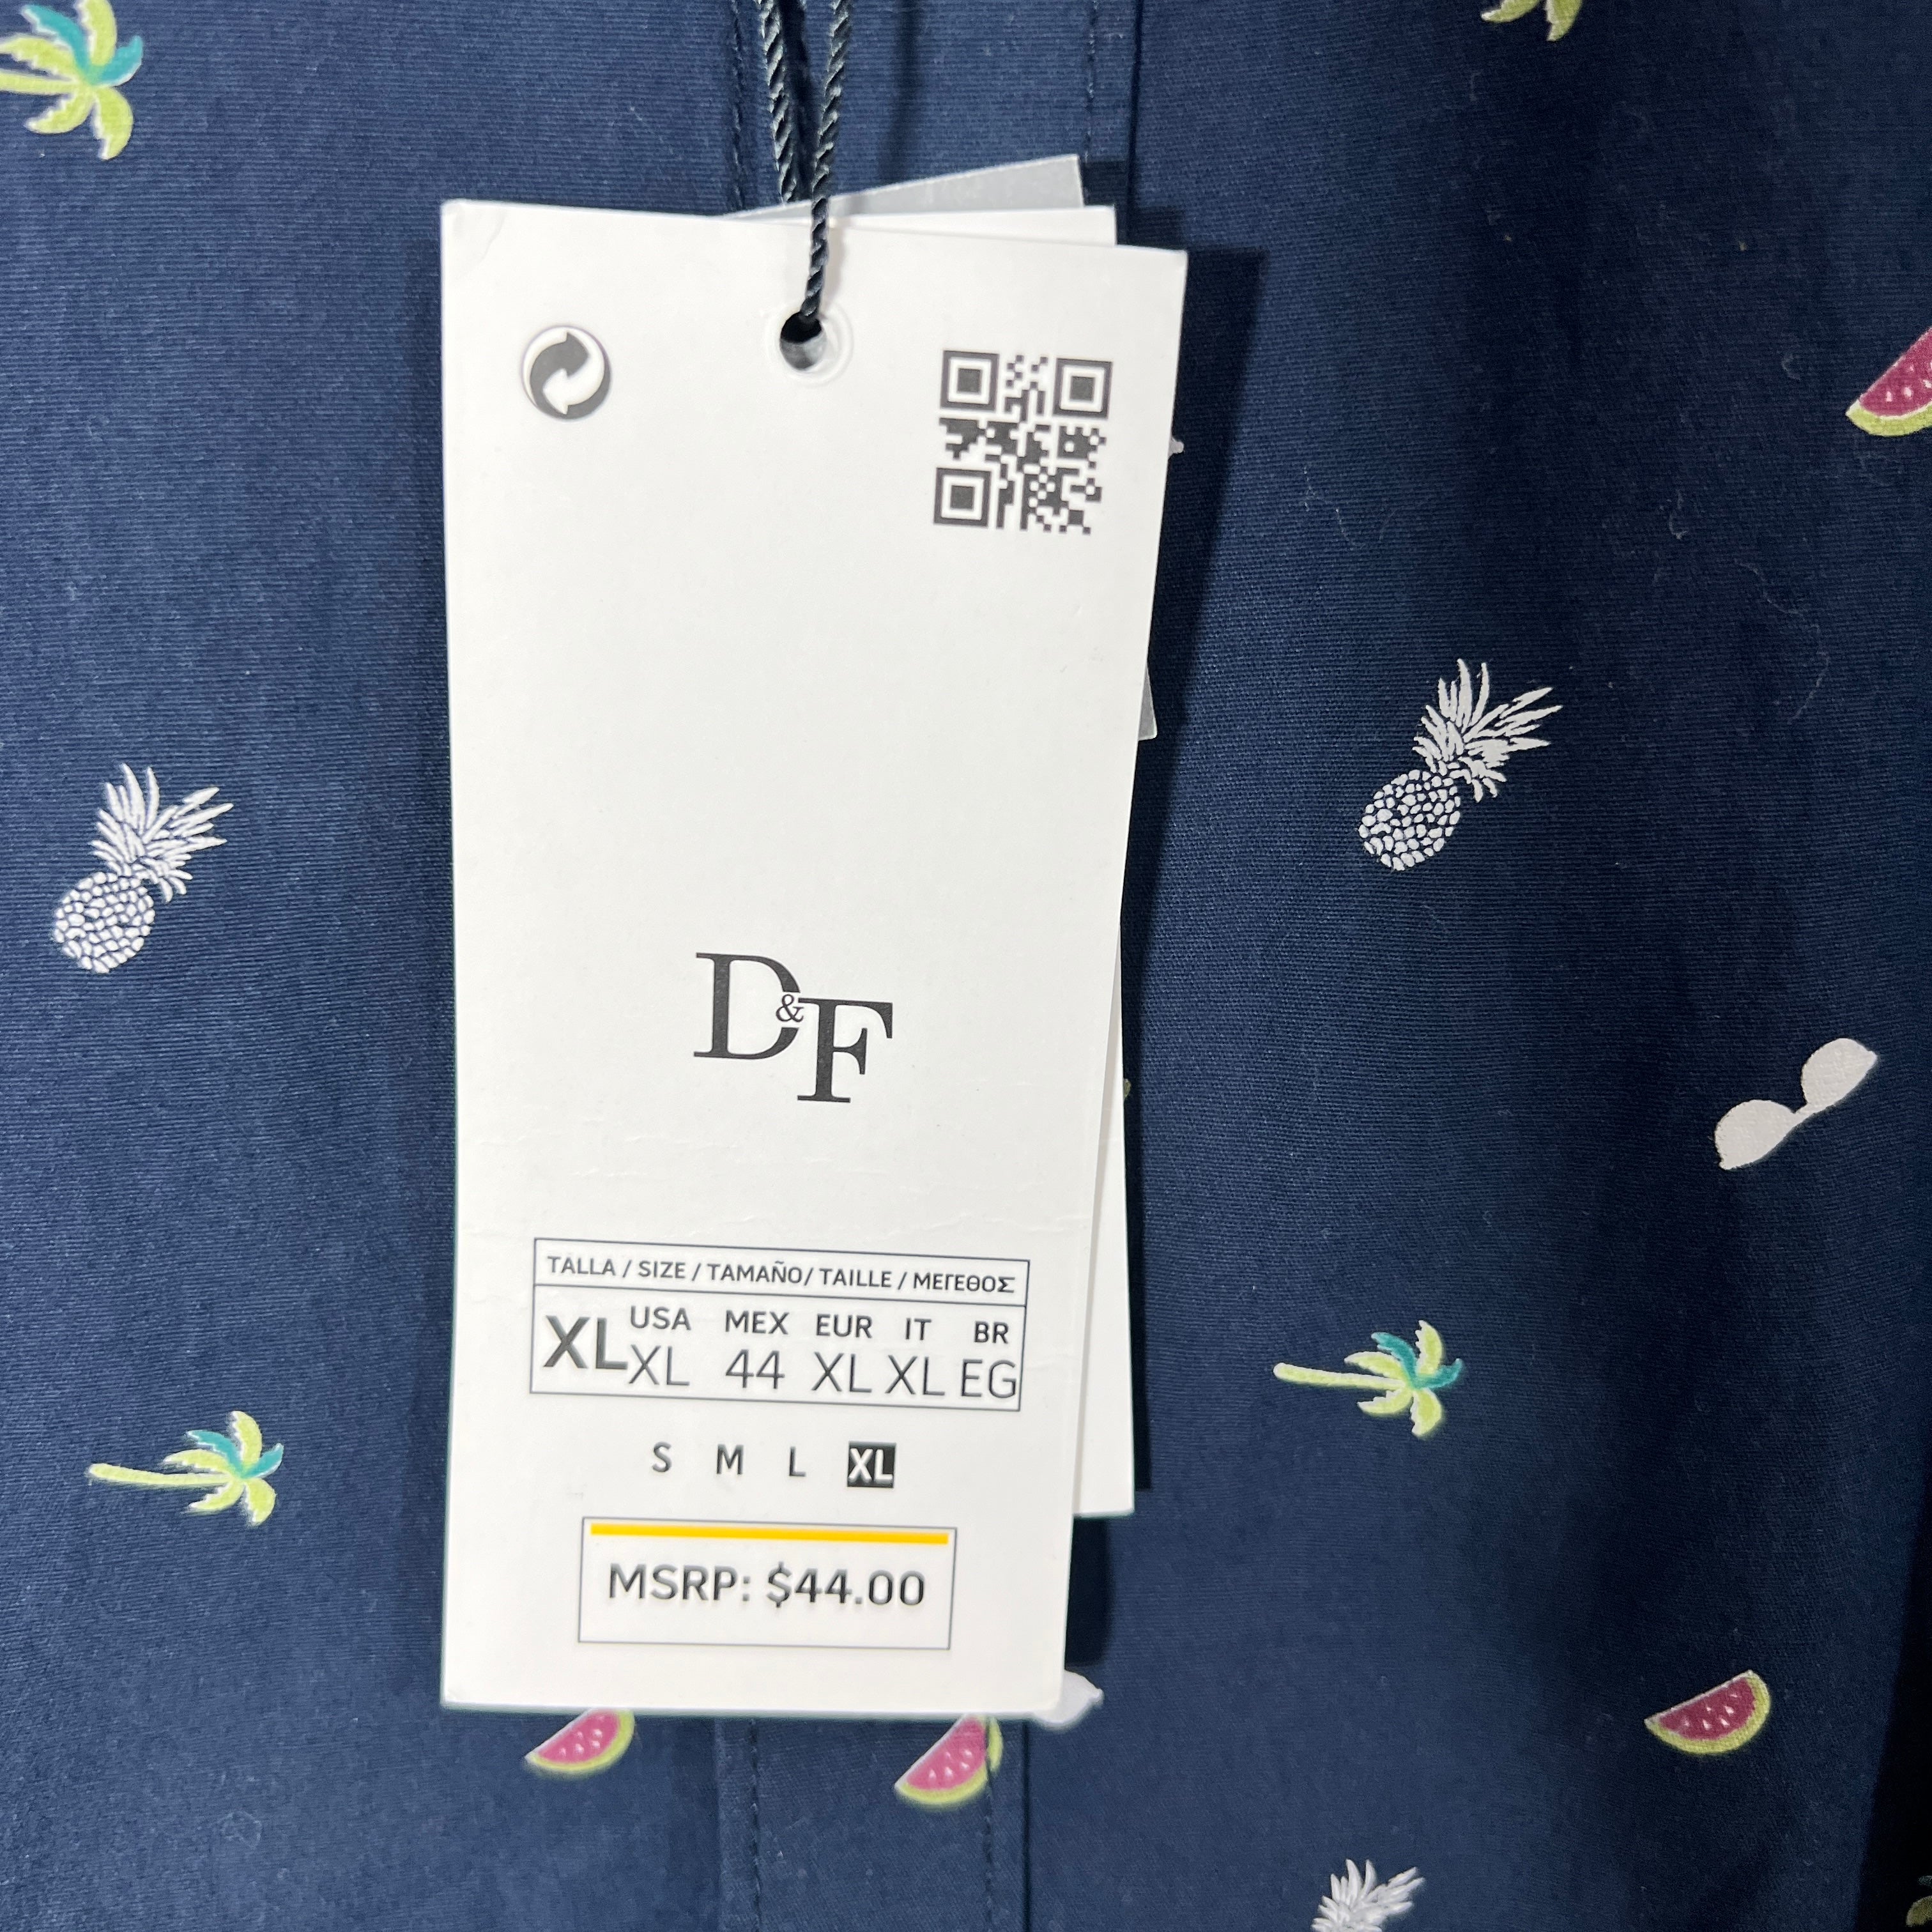 D&F
TALLA / SIZE / TAMAÑO/ TAILLE / ΜΕΓΕΘΟΣ
XL USA MEX EUR IT BR
XL 44 XL XL EG
S M L XL
MSRP: $44.00